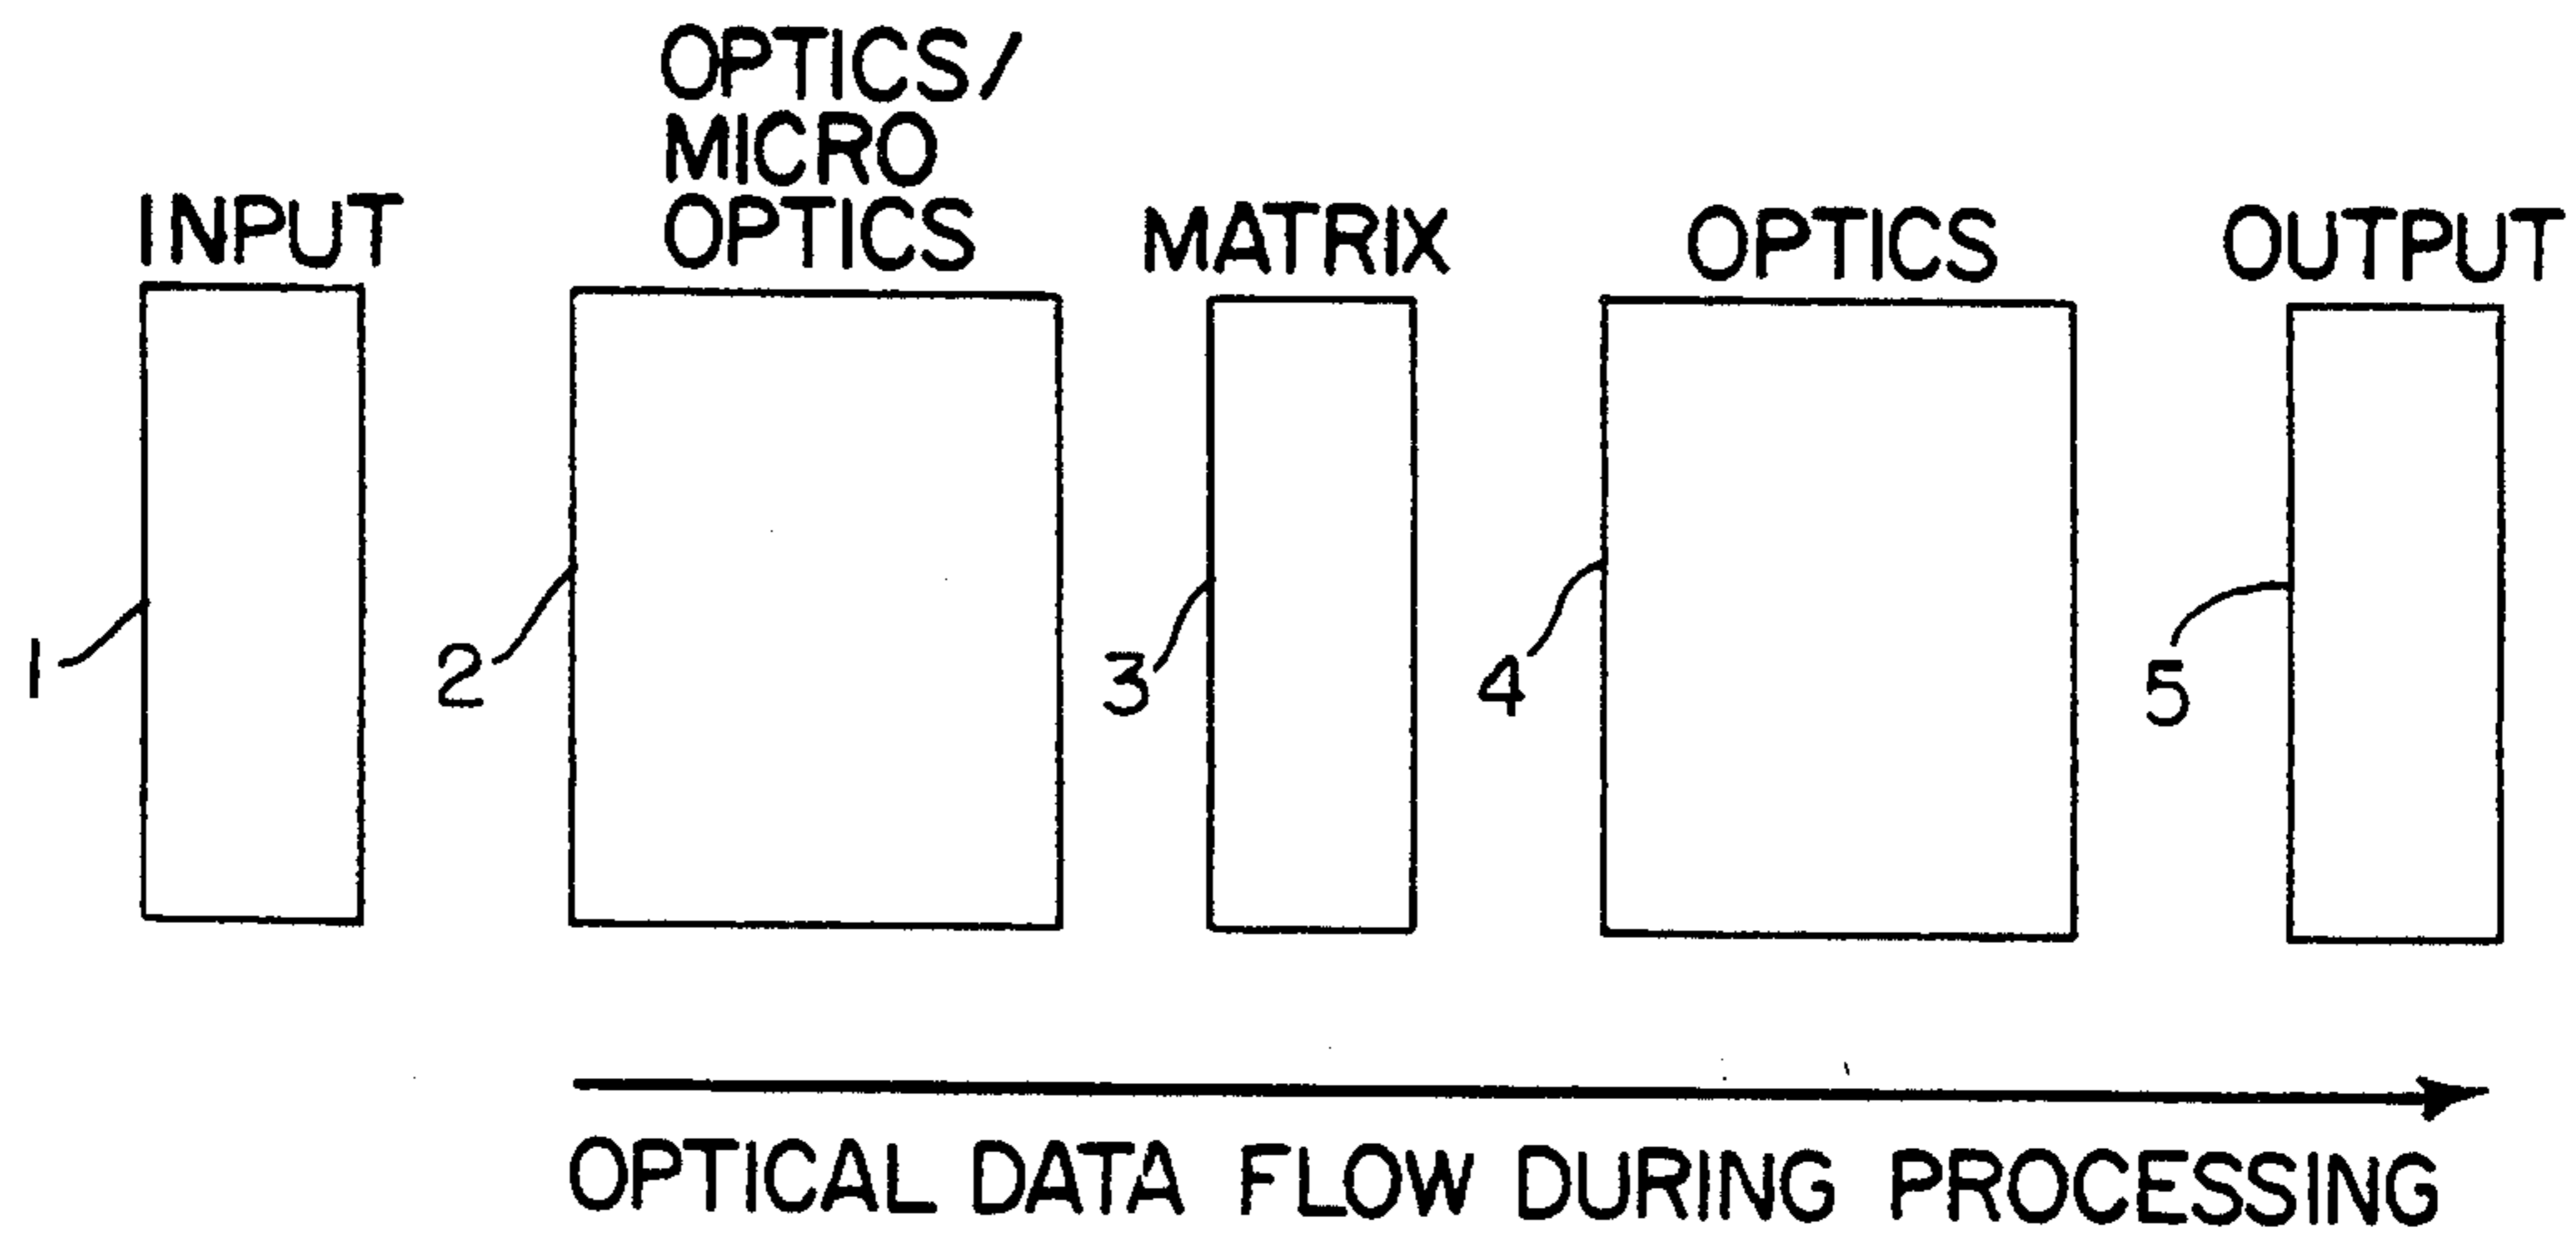 OPTICS/
MICRO
OPTICS
INPUT
MATRIX
OPTICS
OUTPUT
1
2
3
4
5
OPTICAL DATA FLOW DURING PROCESSING